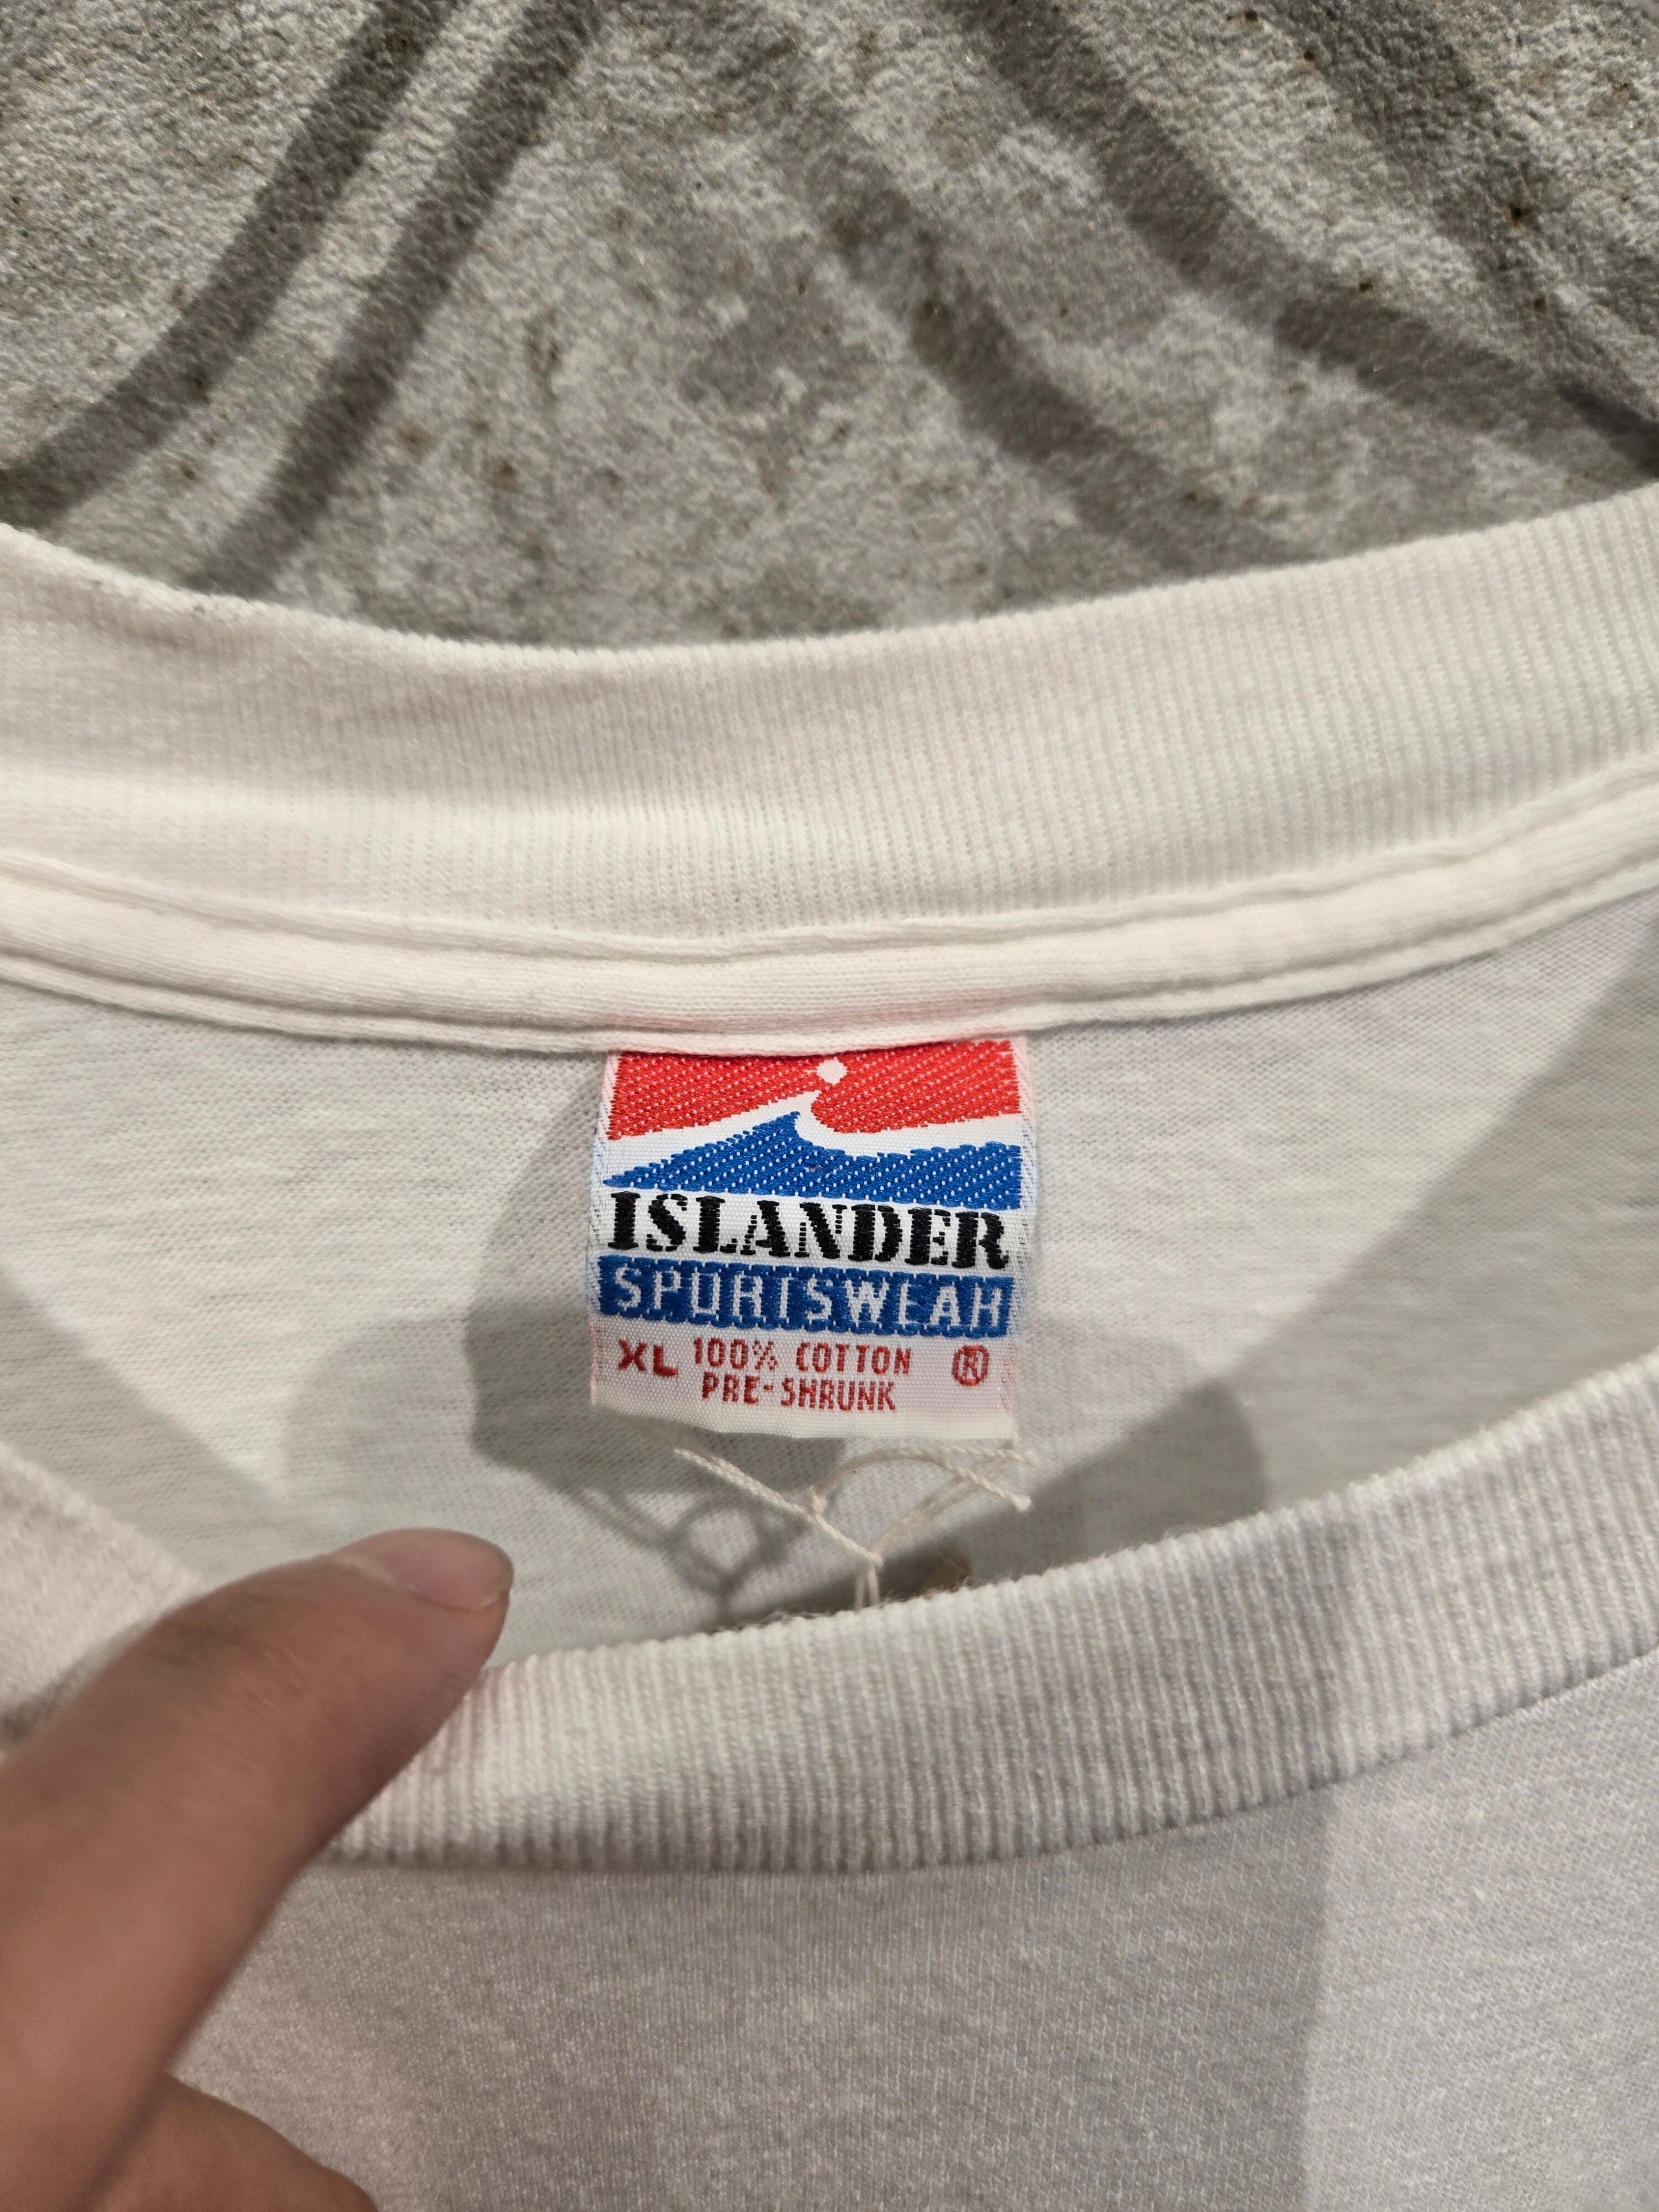 ISLANDER
SPORTSWEAR
XL 100% COTTON ®
PRE-SHRUNK